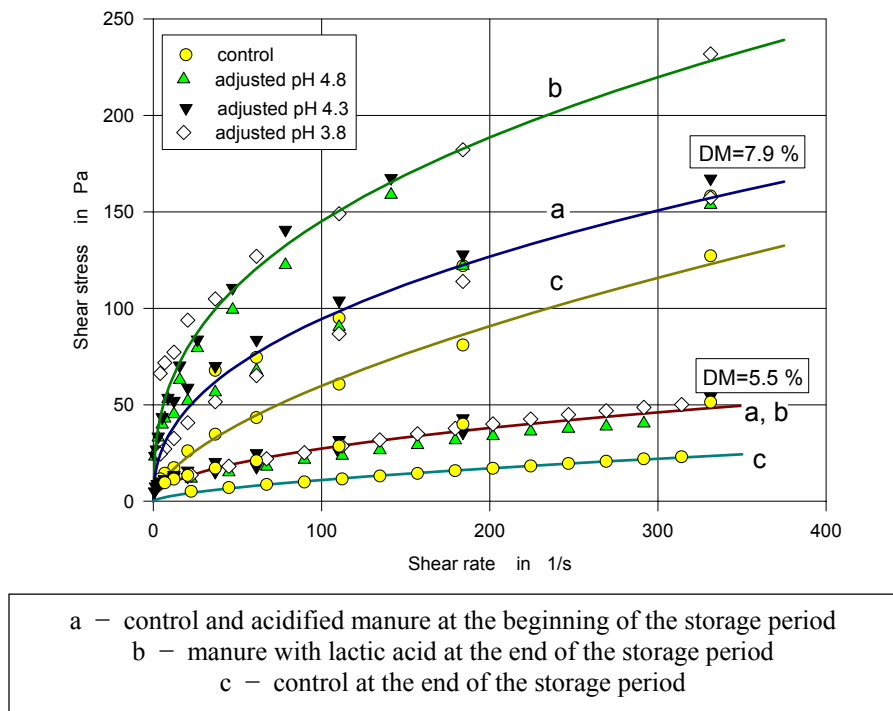 250
200
150
100
50
0
Shear stress in Pa
control
adjusted pH 4.8
adjusted pH 4.3
adjusted pH 3.8
b
DM=7.9 %
a
c
DM=5.5 %
a, b
c
0 100 200 300 400
Shear rate in 1/s
a − control and acidified manure at the beginning of the storage period
b − manure with lactic acid at the end of the storage period
c − control at the end of the storage period